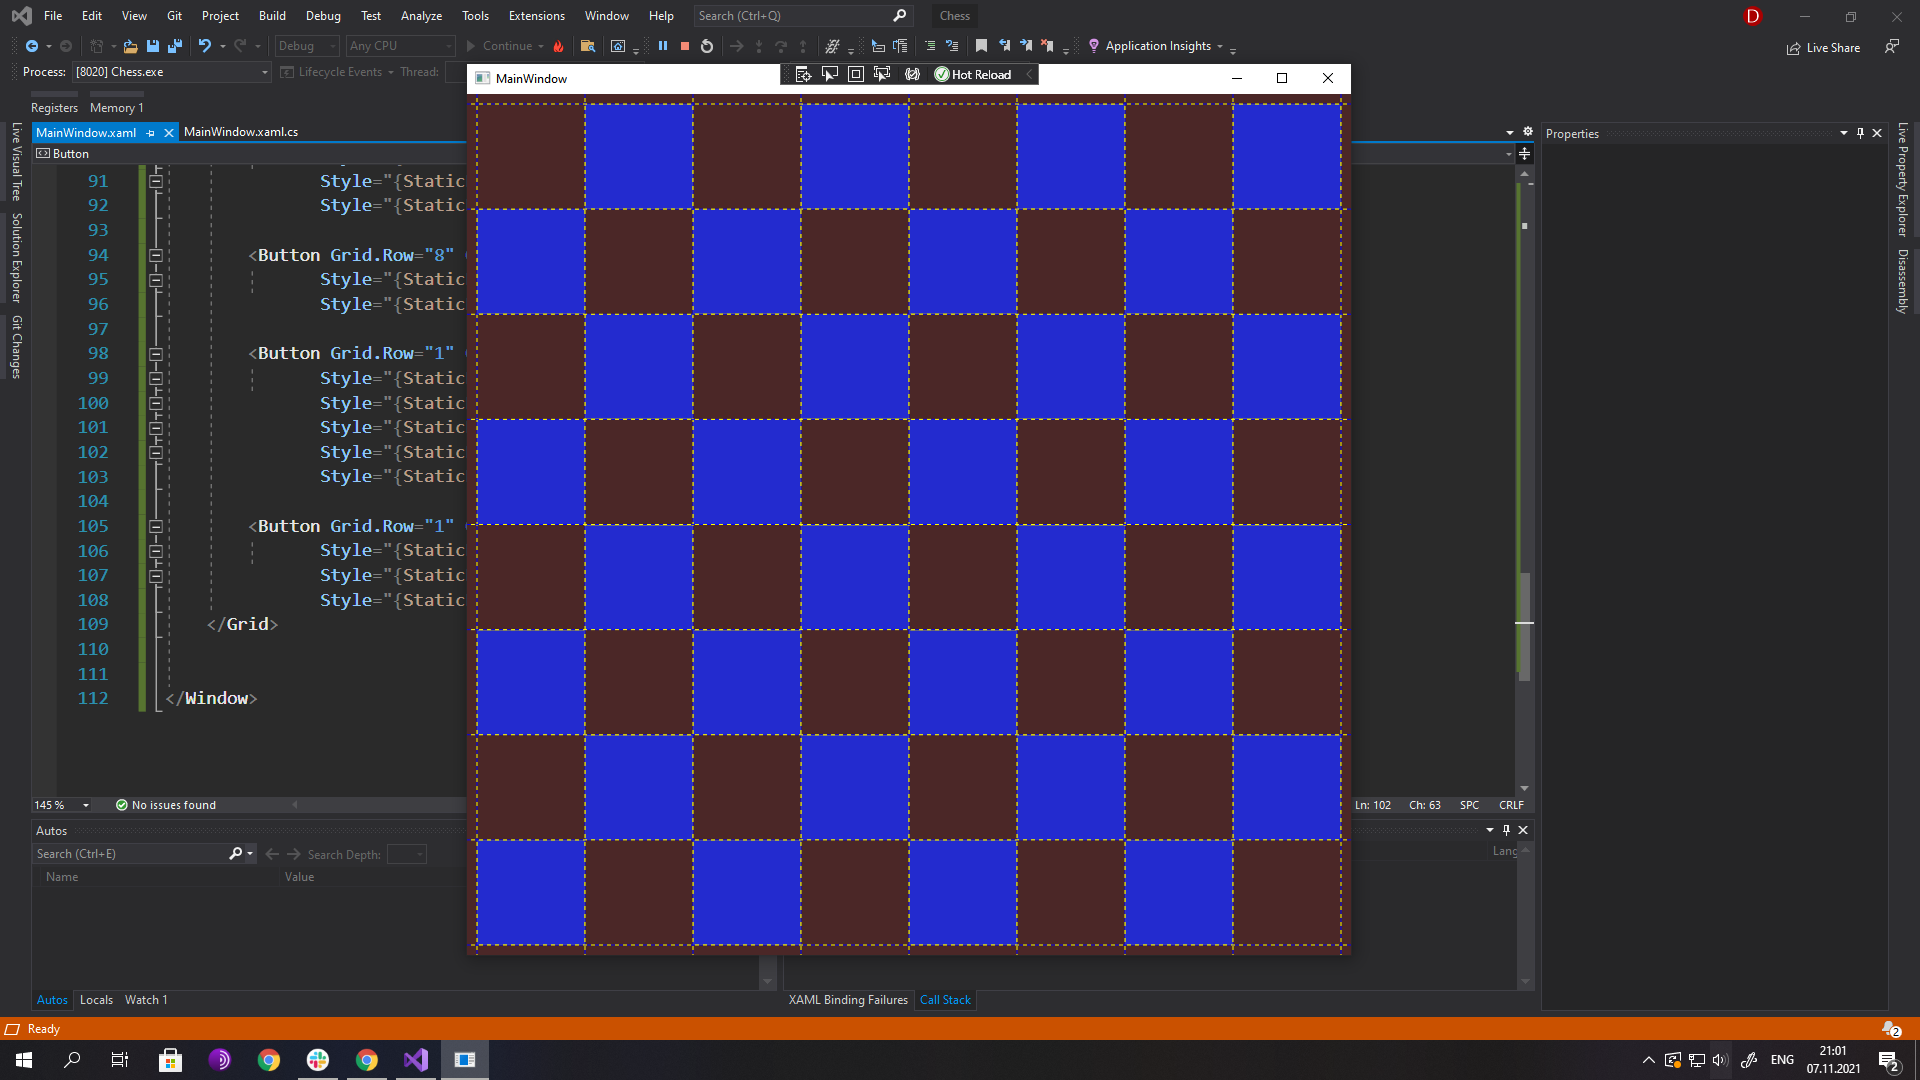 File Edit View Git Project Build Debug Test Analyze Tools Extensions Window Help Search (Ctrl+Q) Chess D
Debug Any CPU Continue Application Insights Live Share
Process: [8020] Chess.exe Lifecycle Events Thread:
MainWindow Hot Reload
Registers Memory 1
MainWindow.xaml MainWindow.xaml.cs
Button
Live Visual Tree
Solution Explorer
Git Changes
91 Style="{Static
92 Style="{Static
93
94 <Button Grid.Row="8"
95 Style="{Static
96 Style="{Static
97
98 <Button Grid.Row="1"
99 Style="{Static
100 Style="{Static
101 Style="{Static
102 Style="{Static
103 Style="{Static
104
105 <Button Grid.Row="1"
106 Style="{Static
107 Style="{Static
108 Style="{Static
109 </Grid>
110
111
112 </Window>
145 % No issues found Ln: 102 Ch: 63 SPC CRLF
Autos
Search (Ctrl+E) Search Depth:
Name Value
Lang
Autos Locals Watch 1
XAML Binding Failures Call Stack
Properties
Live Property Explorer
Disassembly
Ready 2
ENG 21:01
07.11.2021 2